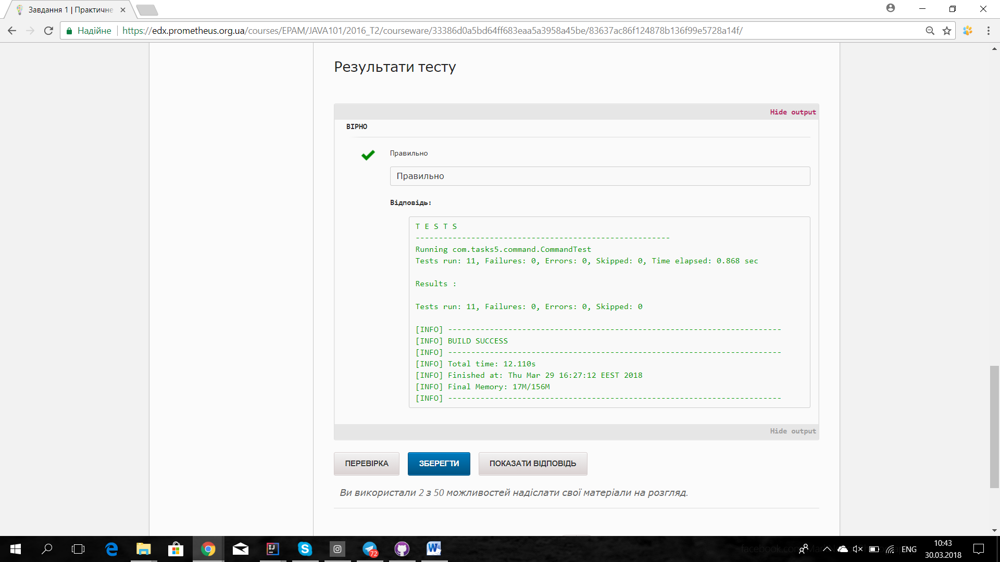 Завдання 1 | Практичне
Надійне
https://edx.prometheus.org.ua/courses/EPAM/JAVA101/2016_T2/courseware/33386d0a5bd64ff683eaa5a3958a45be/83637ac86f124878b136f99e5728a14f/
Результати тесту
Hide output
ВІРНО
Правильно
Правильно
Відповідь:
T E S T S
-------------------------------------------------------
Running com.tasks5.command.CommandTest
Tests run: 11, Failures: 0, Errors: 0, Skipped: 0, Time elapsed: 0.868 sec
Results :
Tests run: 11, Failures: 0, Errors: 0, Skipped: 0
[INFO] ------------------------------------------------------------------------
[INFO] BUILD SUCCESS
[INFO] ------------------------------------------------------------------------
[INFO] Total time: 12.110s
[INFO] Finished at: Thu Mar 29 16:27:12 EEST 2018
[INFO] Final Memory: 17M/156M
[INFO] ------------------------------------------------------------------------
Hide output
ПЕРЕВІРКА
ЗБЕРЕГТИ
ПОКАЗАТИ ВІДПОВІДЬ
Ви використали 2 з 50 можливостей надіслати свої матеріали на розгляд.
72
ENG
10:43
30.03.2018